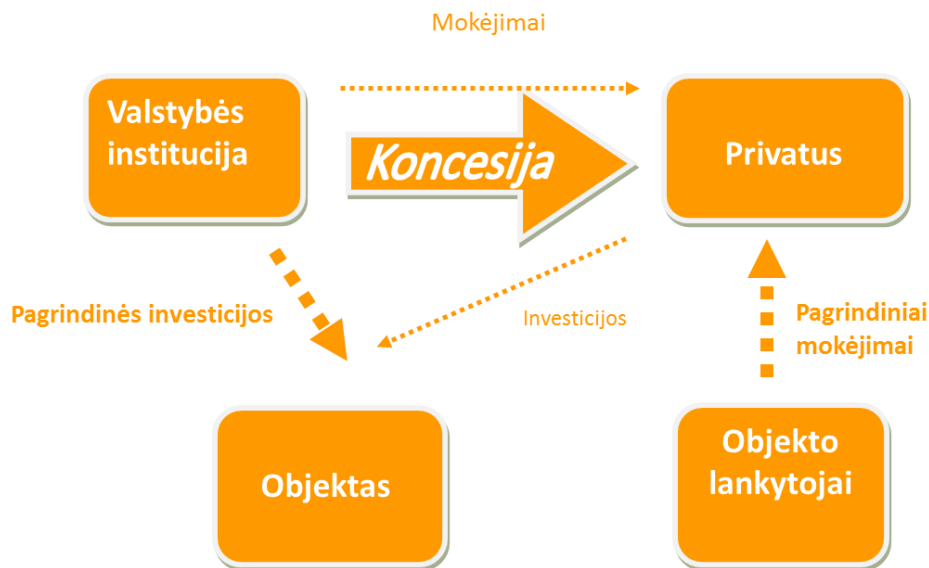 Mokėjimai
Valstybės
institucija
Koncesija
Privatus
Pagrindinės investicijos
Investicijos
Pagrindiniai
mokėjimai
Objektas
Objekto
lankytojai